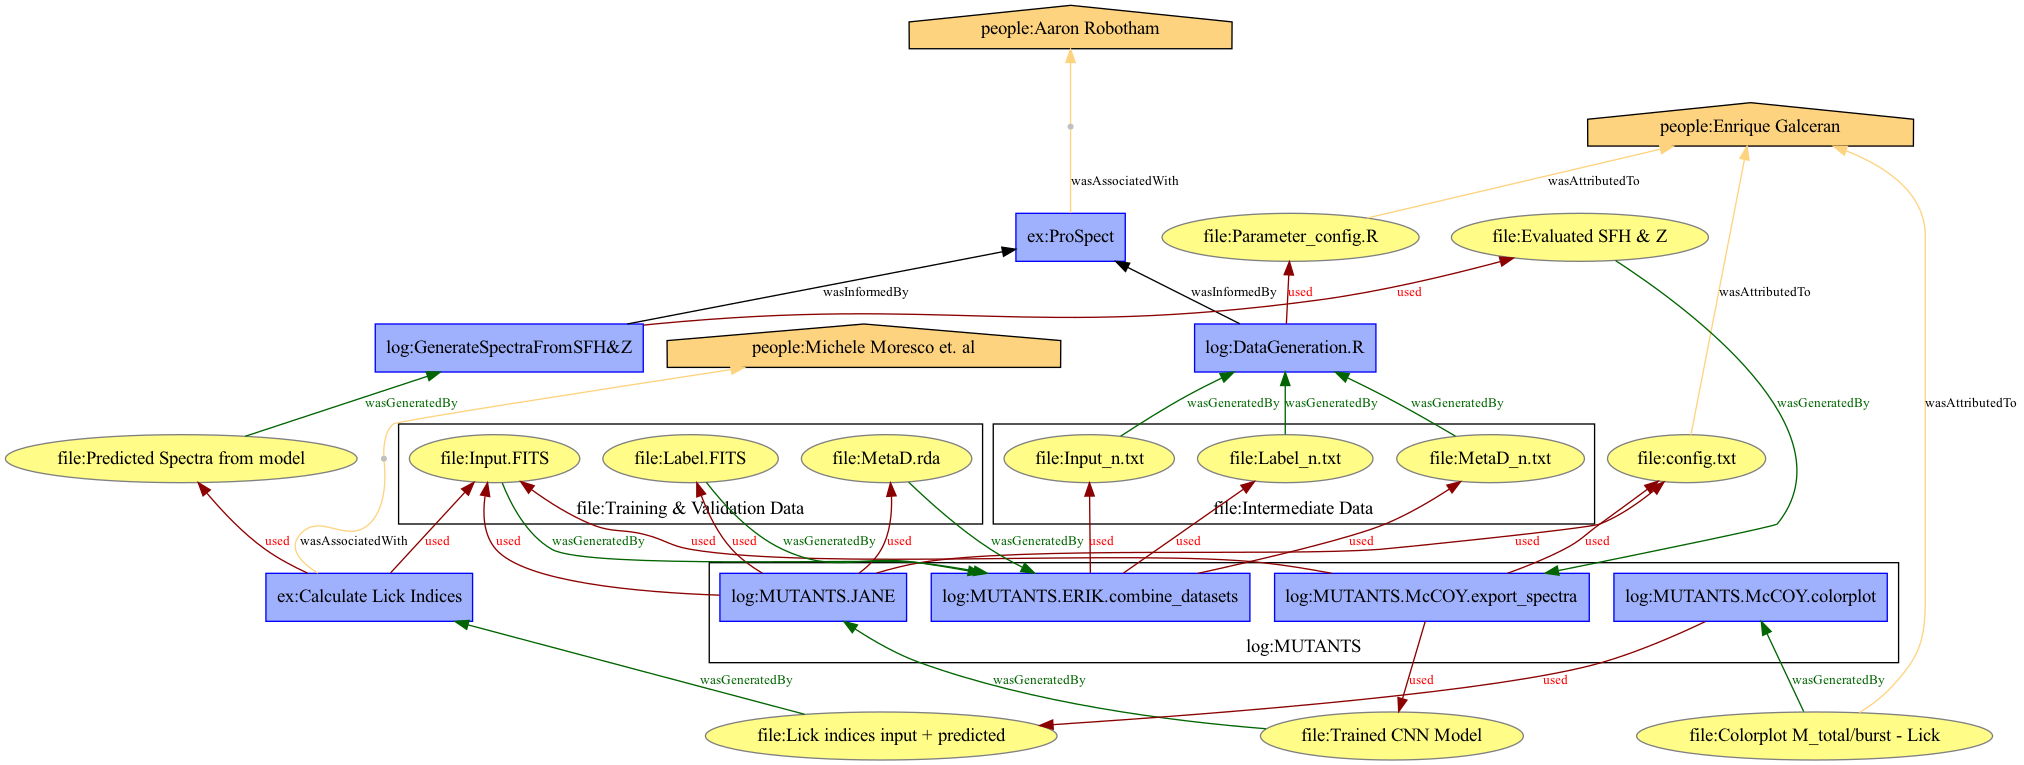 people:Aaron Robotham
people:Enrique Galceran
wasAssociatedWith
wasAttributedTo
ex:ProSpect
file:Parameter_config.R
file:Evaluated SFH & Z
wasInformedBy
wasInformedBy
used
used
wasAttributedTo
log:GenerateSpectraFromSFH&Z
people:Michele Moresco et. al
log:DataGeneration.R
wasGeneratedBy
wasGeneratedBy
wasGeneratedBy
wasGeneratedBy
wasGeneratedBy
wasAttributedTo
file:Predicted Spectra from model
file:Input.FITS
file:Label.FITS
file:MetaD.rda
file:Input_n.txt
file:Label_n.txt
file:MetaD_n.txt
file:config.txt
file:Training & Validation Data
file:Intermediate Data
used
wasAssociatedWith
used
used
wasGeneratedBy
used
used
wasGeneratedBy
used
wasGeneratedBy
used
used
used
used
used
ex:Calculate Lick Indices
log:MUTANTS.JANE
log:MUTANTS.ERIK.combine_datasets
log:MUTANTS.McCOY.export_spectra
log:MUTANTS.McCOY.colorplot
log:MUTANTS
wasGeneratedBy
wasGeneratedBy
used
used
wasGeneratedBy
file:Lick indices input + predicted
file:Trained CNN Model
file:Colorplot M_total/burst - Lick